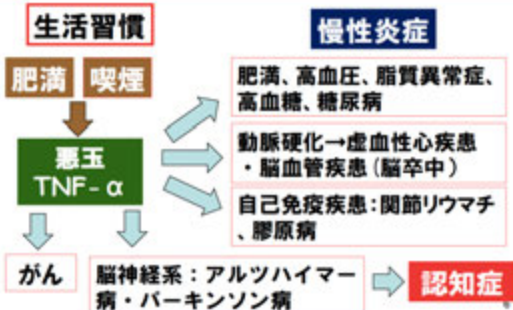 生活習慣
慢性炎症
肥満
喫煙
肥満、高血圧、脂質異常症、
高血糖、糖尿病
悪玉
TNF-α
動脈硬化→虚血性心疾患
・脳血管疾患（脳卒中）
自己免疫疾患：関節リウマチ
、膠原病
がん
脳神経系：アルツハイマー
病・パーキンソン病
認知症